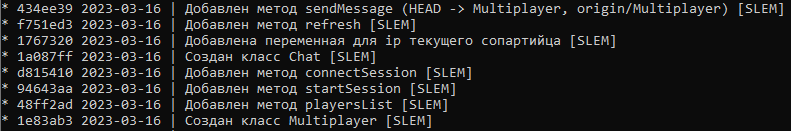 * 434ee39 2023-03-16 | Добавлен метод sendMessage (HEAD -> Multiplayer, origin/Multiplayer) [SLEM]
* f751ed3 2023-03-16 | Добавлен метод refresh [SLEM]
* 1767320 2023-03-16 | Добавлена переменная для ip текущего сопартийца [SLEM]
* 1a087ff 2023-03-16 | Создан класс Chat [SLEM]
* d815410 2023-03-16 | Добавлен метод connectSession [SLEM]
* 94643aa 2023-03-16 | Добавлен метод startSession [SLEM]
* 48ff2ad 2023-03-16 | Добавлен метод playersList [SLEM]
* 1e83ab3 2023-03-16 | Создан класс Multiplayer [SLEM]